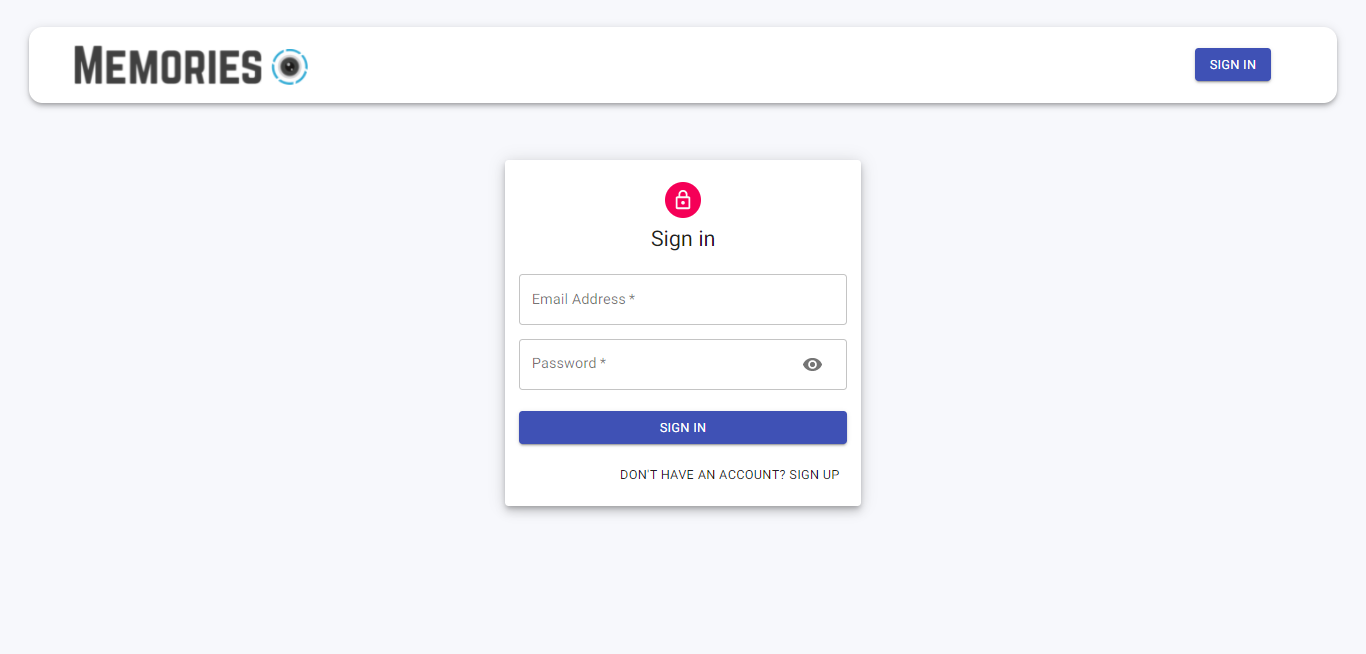 MEMORIES
SIGN IN
Sign in
Email Address *
Password *
SIGN IN
DON'T HAVE AN ACCOUNT? SIGN UP